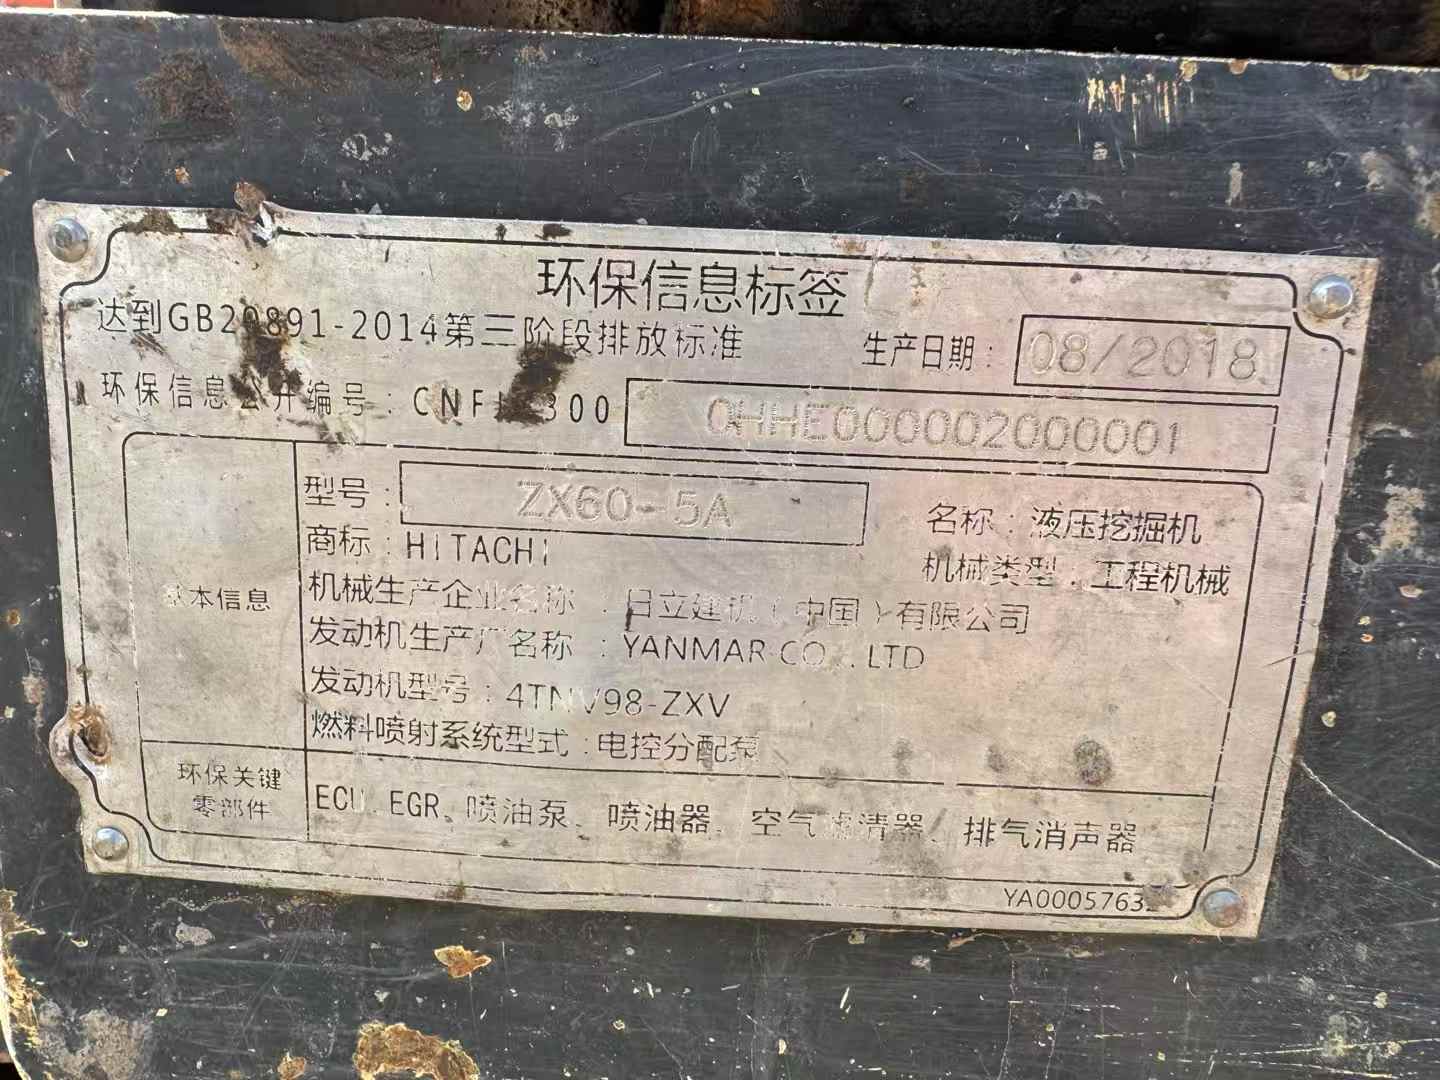 环保信息标签
达到GB20891-2014第三阶段排放标准
生产日期: 08/2018
环保信息公开编号: 0HHE000002000001
型号: ZX60-5A
名称: 液压挖掘机
商标: HITACHI
机械类型: 工程机械
基本信息
机械生产企业名称: 日立建机(中国)有限公司
发动机生产厂名称: YANMAR CO., LTD
发动机型号: 4TNV98-ZXV
燃料喷射系统型式: 电控分配泵
环保关键
零部件
ECU、EGR、喷油泵、喷油器、空气滤清器、排气消声器